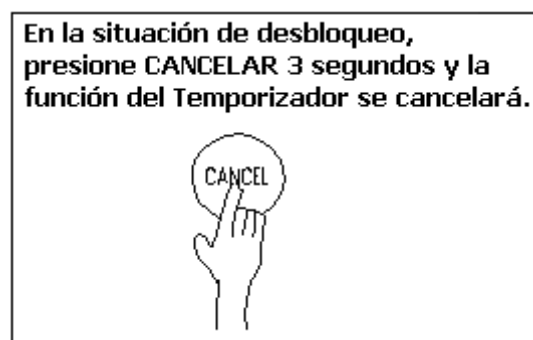 En la situación de desbloqueo,
presione CANCELAR 3 segundos y la
función del Temporizador se cancelará.
CANCEL